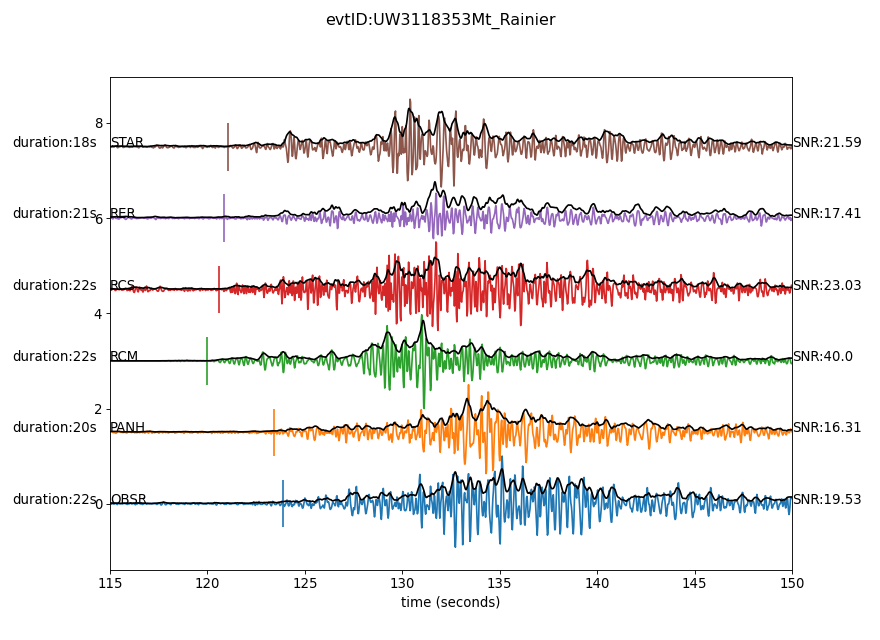 evtID:UW3118353Mt_Rainier
8
duration:18s STAR SNR:21.59
duration:21s RER SNR:17.41
6
duration:22s RCS SNR:23.03
4
duration:22s RCM SNR:40.0
2
duration:20s PANH SNR:16.31
duration:22s OBSR SNR:19.53
0
115 120 125 130 135 140 145 150
time (seconds)